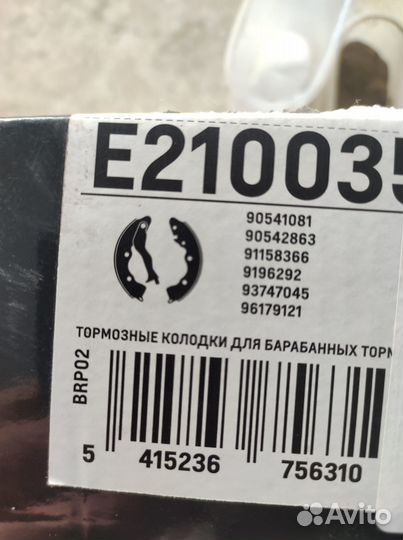 E210035
90541081
90542863
91158366
9196292
93747045
96179121
ТОРМОЗНЫЕ КОЛОДКИ ДЛЯ БАРАБАННЫХ ТОРМ
BRP02
5 415236 756310
Avito